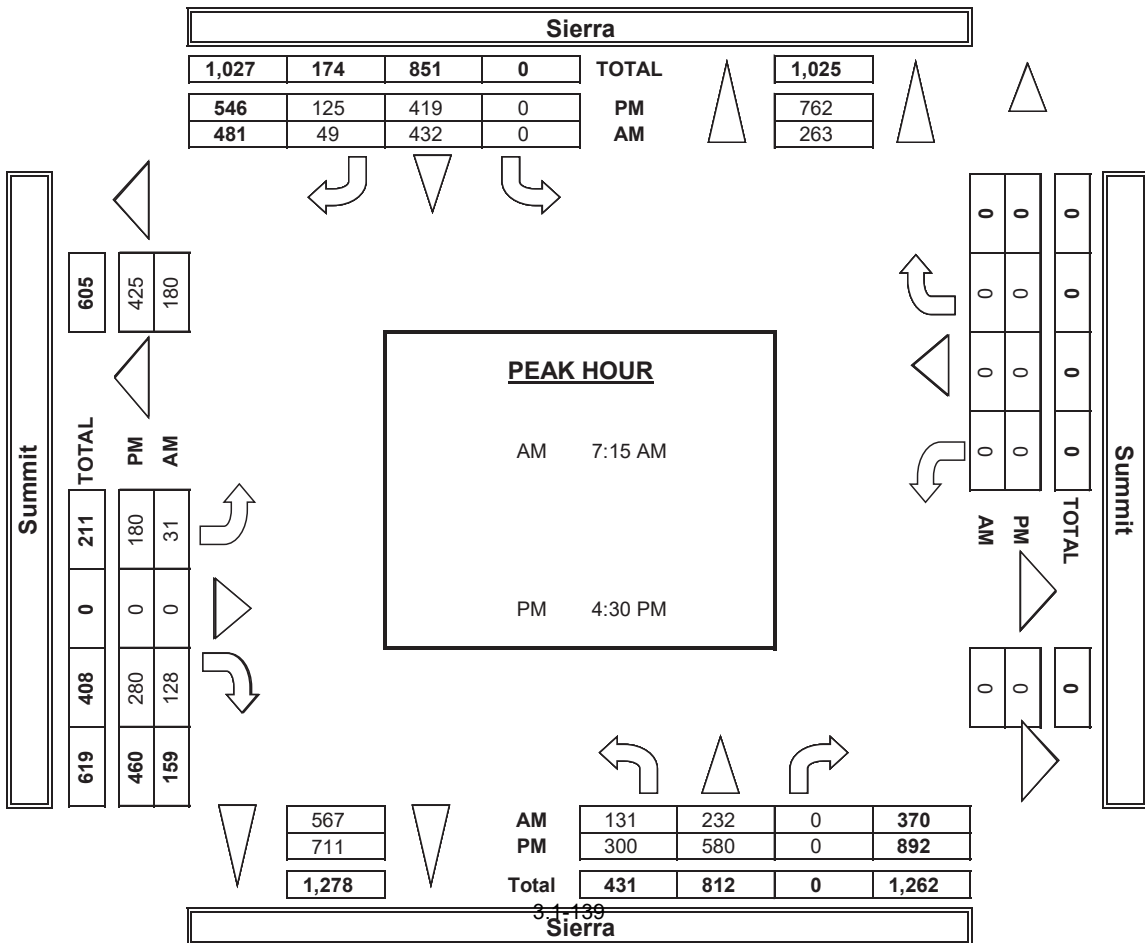 Sierra
1,027 174 851 0 TOTAL 1,025
546 125 419 0 PM 762
481 49 432 0 AM 263
Summit
605
425
180
TOTAL
PM
AM
211 0 408 619
180 0 280 460
31 0 128 159
PEAK HOUR
AM 7:15 AM
PM 4:30 PM
0 0 0 0
0 0 0 0
0 0 0 0
AM
PM
TOTAL
0
0
0
Summit
567 AM 131 232 0 370
711 PM 300 580 0 892
1,278 Total 431 812 0 1,262
3.1-139
Sierra